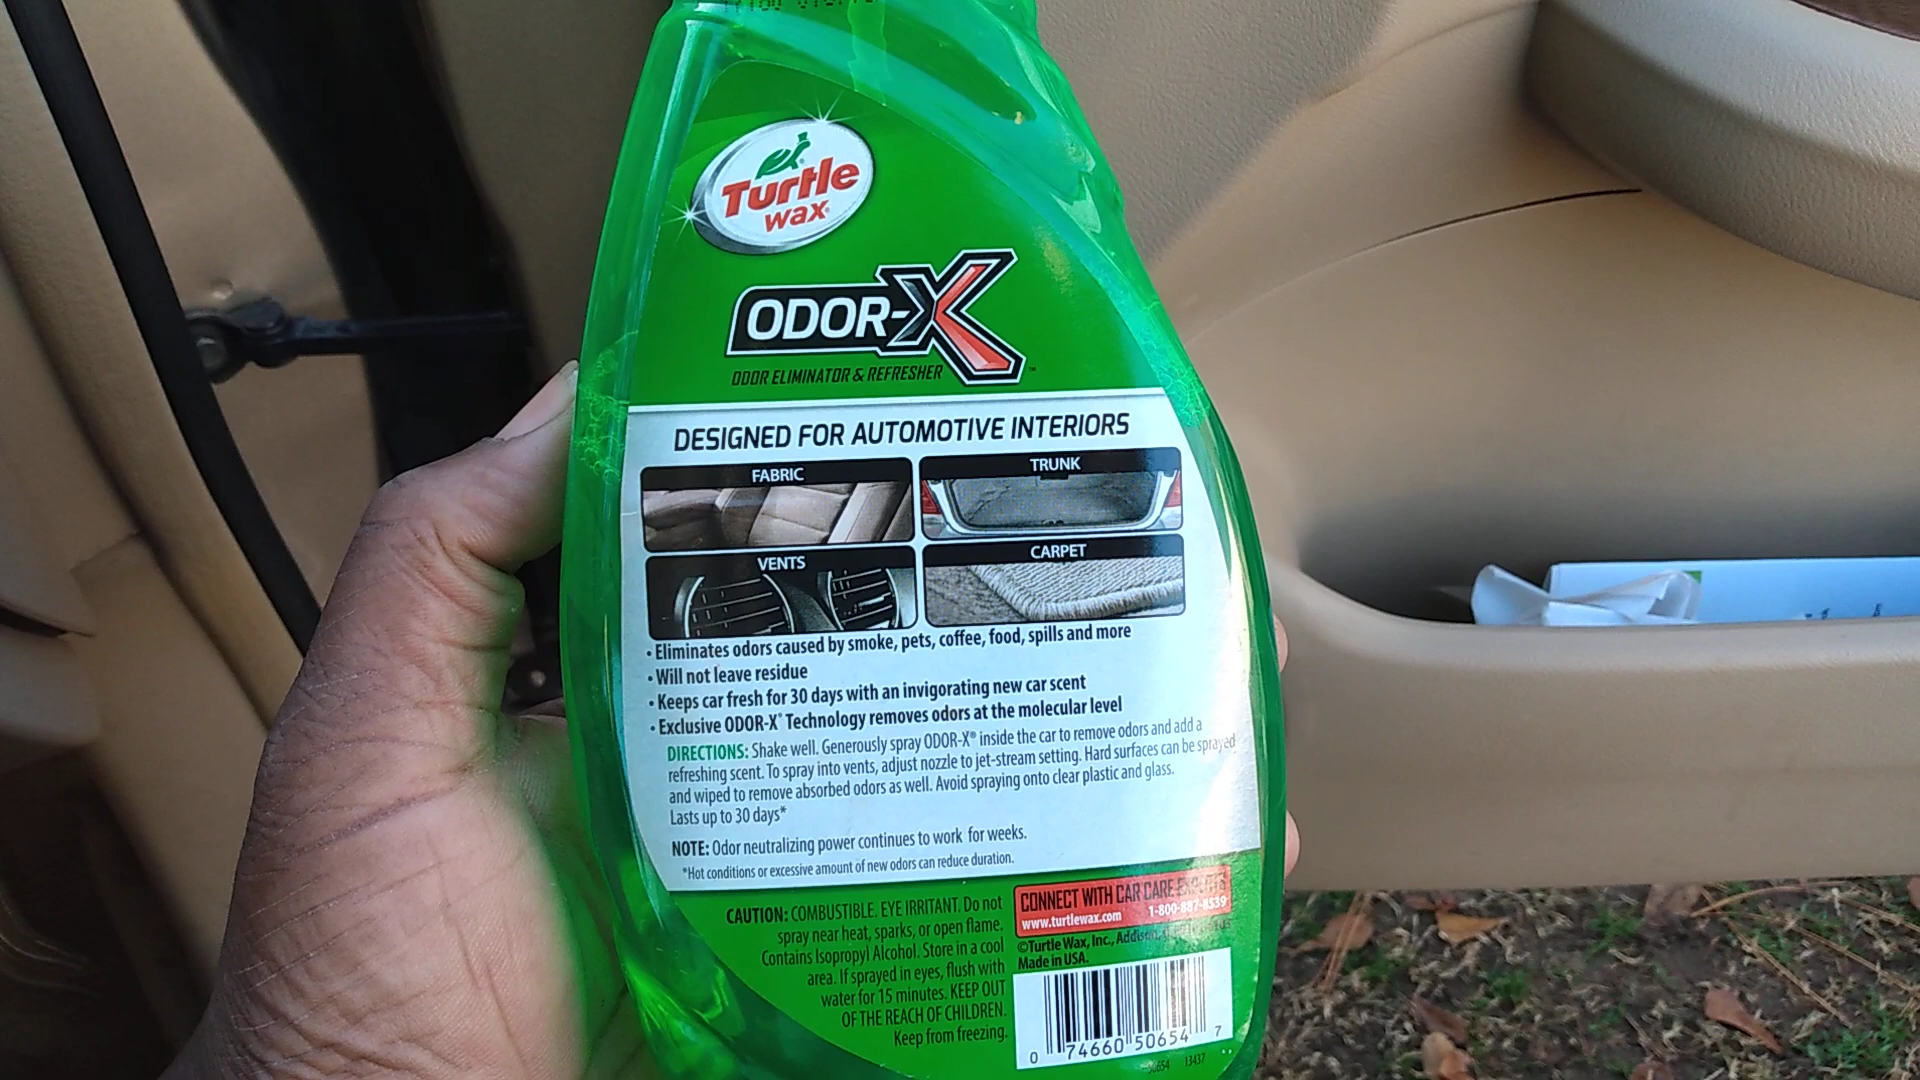 Turtle
wax
ODOR-X
ODOR ELIMINATOR & REFRESHER
DESIGNED FOR AUTOMOTIVE INTERIORS
FABRIC
TRUNK
VENTS
CARPET
• Eliminates odors caused by smoke, pets, coffee, food, spills and more
• Will not leave residue
• Keeps car fresh for 30 days with an invigorating new car scent
• Exclusive ODOR-X® Technology removes odors at the molecular level
DIRECTIONS: Shake well. Generously spray ODOR-X® inside the car to remove odors and add a
refreshing scent. To spray into vents, adjust nozzle to jet-stream setting. Hard surfaces can be sprayed
and wiped to remove absorbed odors as well. Avoid spraying onto clear plastic and glass.
Lasts up to 30 days*
NOTE: Odor neutralizing power continues to work for weeks.
*Hot conditions or excessive amount of new odors can reduce duration.
CAUTION: COMBUSTIBLE. EYE IRRITANT. Do not
spray near heat, sparks, or open flame.
Contains Isopropyl Alcohol. Store in a cool
area. If sprayed in eyes, flush with
water for 15 minutes. KEEP OUT
OF THE REACH OF CHILDREN.
Keep from freezing.
CONNECT WITH CAR CARE EXPERTS
www.turtlewax.com 1-800-887-8539
©Turtle Wax, Inc., Addison,
Made in USA.
0 74660 50654 7
50654 13437